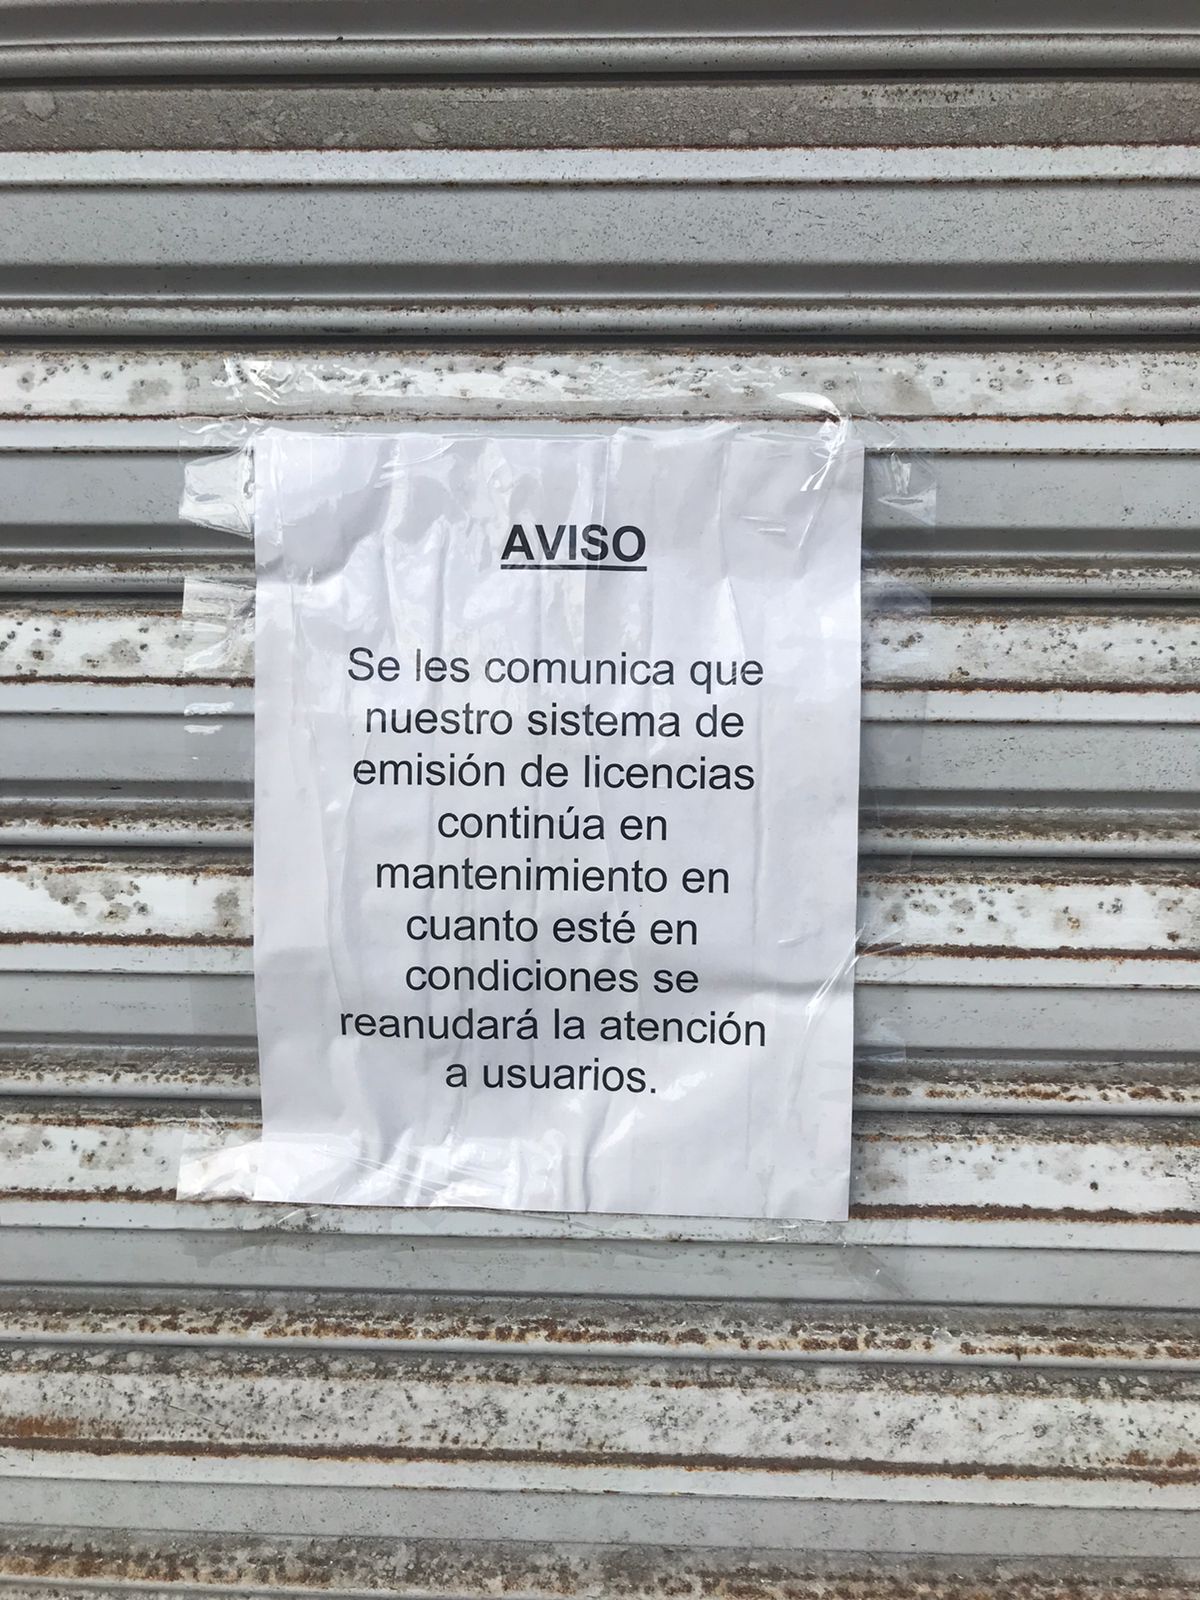 AVISO
Se les comunica que
nuestro sistema de
emisión de licencias
continúa en
mantenimiento en
cuanto esté en
condiciones se
reanudará la atención
a usuarios.